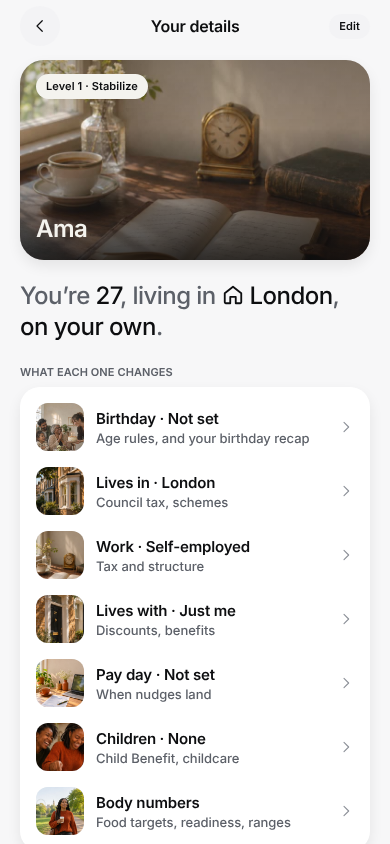 Your details
Edit
Level 1 · Stabilize
Ama
You’re 27, living in London,
on your own.
WHAT EACH ONE CHANGES
Birthday · Not set
Age rules, and your birthday recap
Lives in · London
Council tax, schemes
Work · Self-employed
Tax and structure
Lives with · Just me
Discounts, benefits
Pay day · Not set
When nudges land
Children · None
Child Benefit, childcare
Body numbers
Food targets, readiness, ranges